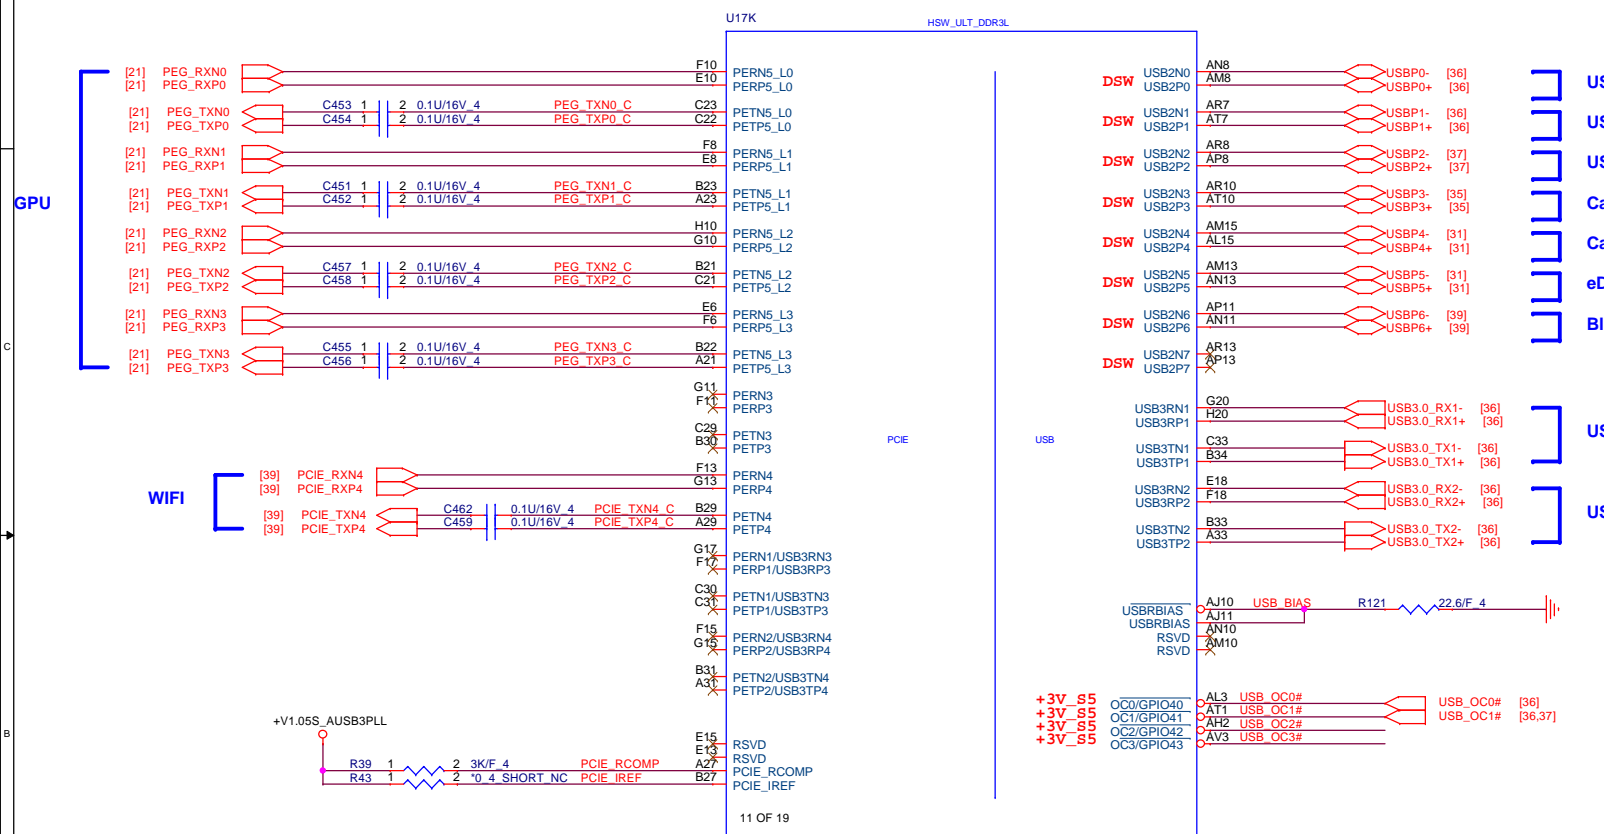 U17K
HSW_ULT_DDR3L
[21] PEG_RXN0 F10 PERN5_L0 DSW USB2N0 AN8 USBP0- [36]
[21] PEG_RXP0 E10 PERP5_L0 USB2P0 AM8 USBP0+ [36]
[21] PEG_TXN0 C453 1 2 0.1U/16V_4 PEG_TXN0_C C23 PETN5_L0 DSW USB2N1 AR7 USBP1- [36]
[21] PEG_TXP0 C454 1 2 0.1U/16V_4 PEG_TXP0_C C22 PETP5_L0 USB2P1 AT7 USBP1+ [36]
[21] PEG_RXN1 F8 PERN5_L1 DSW USB2N2 AR8 USBP2- [37]
[21] PEG_RXP1 E8 PERP5_L1 USB2P2 AP8 USBP2+ [37]
[21] PEG_TXN1 C451 1 2 0.1U/16V_4 PEG_TXN1_C B23 PETN5_L1 DSW USB2N3 AR10 USBP3- [35]
GPU
[21] PEG_TXP1 C452 1 2 0.1U/16V_4 PEG_TXP1_C A23 PETP5_L1 USB2P3 AT10 USBP3+ [35]
[21] PEG_RXN2 H10 PERN5_L2 DSW USB2N4 AM15 USBP4- [31]
[21] PEG_RXP2 G10 PERP5_L2 USB2P4 AL15 USBP4+ [31]
[21] PEG_TXN2 C457 1 2 0.1U/16V_4 PEG_TXN2_C B21 PETN5_L2 DSW USB2N5 AM13 USBP5- [31]
[21] PEG_TXP2 C458 1 2 0.1U/16V_4 PEG_TXP2_C C21 PETP5_L2 USB2P5 AN13 USBP5+ [31]
[21] PEG_RXN3 E6 PERN5_L3 DSW USB2N6 AP11 USBP6- [39]
[21] PEG_RXP3 F6 PERP5_L3 USB2P6 AN11 USBP6+ [39]
C
[21] PEG_TXN3 C455 1 2 0.1U/16V_4 PEG_TXN3_C B22 PETN5_L3 DSW USB2N7 AR13
[21] PEG_TXP3 C456 1 2 0.1U/16V_4 PEG_TXP3_C A21 PETP5_L3 USB2P7 AP13
G11 PERN3
F11 PERP3 USB3RN1 G20 USB3.0_RX1- [36]
USB3RP1 H20 USB3.0_RX1+ [36]
C29 PETN3
PCIE USB
B30 PETP3 USB3TN1 C33 USB3.0_TX1- [36]
USB3TP1 B34 USB3.0_TX1+ [36]
[39] PCIE_RXN4 F13 PERN4
[39] PCIE_RXP4 G13 PERP4 USB3RN2 E18 USB3.0_RX2- [36]
WIFI
USB3RP2 F18 USB3.0_RX2+ [36]
[39] PCIE_TXN4 C462 0.1U/16V_4 PCIE_TXN4_C B29 PETN4
[39] PCIE_TXP4 C459 0.1U/16V_4 PCIE_TXP4_C A29 PETP4 USB3TN2 B33 USB3.0_TX2- [36]
USB3TP2 A33 USB3.0_TX2+ [36]
G17 PERN1/USB3RN3
F17 PERP1/USB3RP3
C30 PETN1/USB3TN3
C31 PETP1/USB3TP3 USBRBIAS AJ10 USB_BIAS R121 22.6/F_4
USBRBIAS AJ11
F15 PERN2/USB3RN4 RSVD AN10
G15 PERP2/USB3RP4 RSVD AM10
B31 PETN2/USB3TN4
A31 PETP2/USB3TP4
+3V_S5 OC0/GPIO40 AL3 USB_OC0# USB_OC0# [36]
+3V_S5 OC1/GPIO41 AT1 USB_OC1# USB_OC1# [36,37]
+V1.05S_AUSB3PLL
+3V_S5 OC2/GPIO42 AH2 USB_OC2#
B
+3V_S5 OC3/GPIO43 AV3 USB_OC3#
E15 RSVD
E13 RSVD
R39 1 2 3K/F_4 PCIE_RCOMP A27 PCIE_RCOMP
R43 1 2 *0_4_SHORT_NC PCIE_IREF B27 PCIE_IREF
11 OF 19